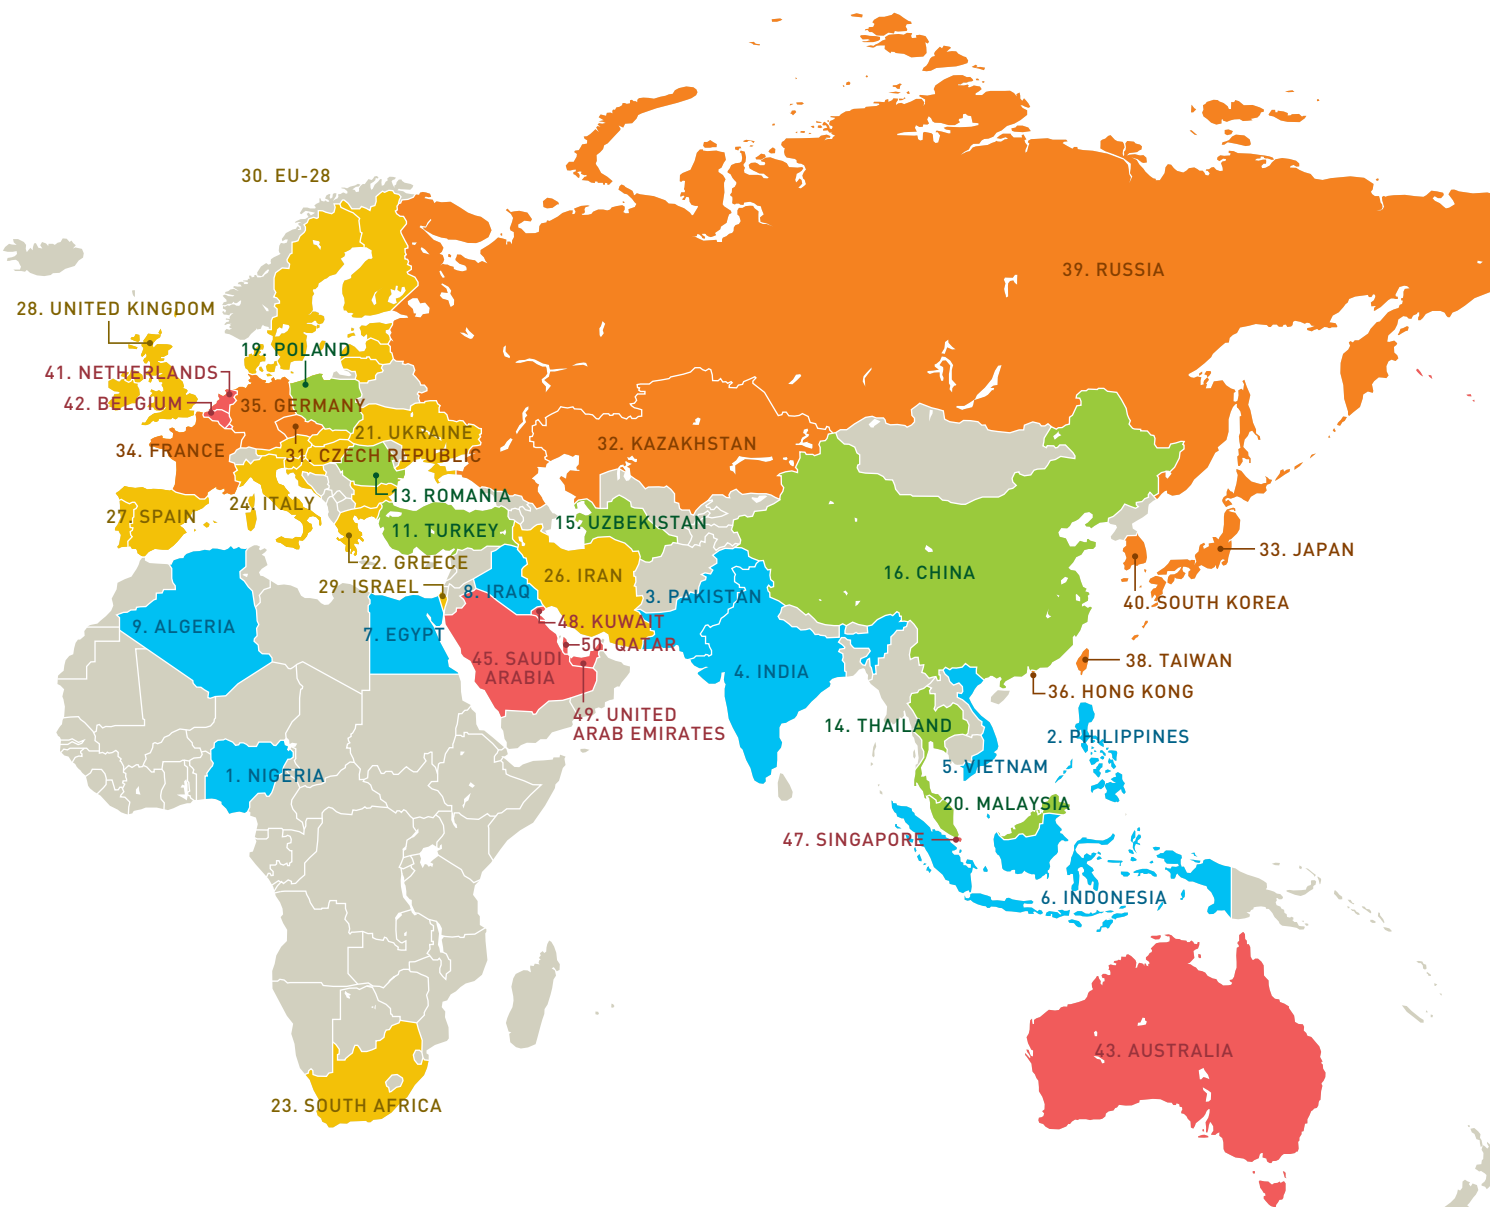 30. EU-28
39. RUSSIA
28. UNITED KINGDOM
19. POLAND
41. NETHERLANDS
42. BELGIUM
35. GERMANY
21. UKRAINE
34. FRANCE
31. CZECH REPUBLIC
32. KAZAKHSTAN
13. ROMANIA
24. ITALY
27. SPAIN
11. TURKEY
15. UZBEKISTAN
33. JAPAN
22. GREECE
29. ISRAEL
26. IRAN
16. CHINA
8. IRAQ
3. PAKISTAN
40. SOUTH KOREA
9. ALGERIA
7. EGYPT
48. KUWAIT
50. QATAR
45. SAUDI
ARABIA
4. INDIA
38. TAIWAN
36. HONG KONG
49. UNITED
ARAB EMIRATES
14. THAILAND
2. PHILIPPINES
5. VIETNAM
1. NIGERIA
20. MALAYSIA
47. SINGAPORE
6. INDONESIA
43. AUSTRALIA
23. SOUTH AFRICA